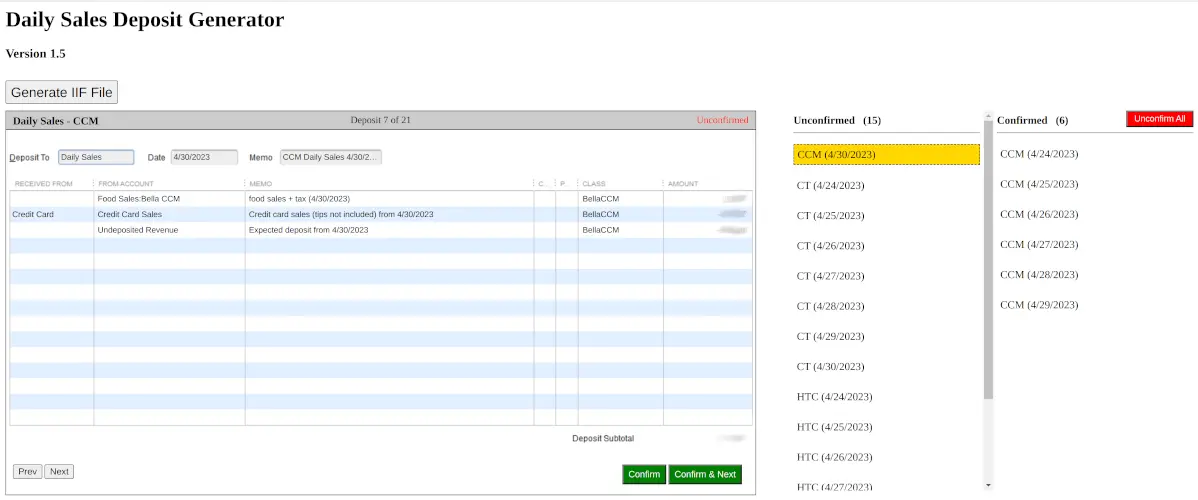 Daily Sales Deposit Generator
Version 1.5
Generate IIF File
Daily Sales - CCM Deposit 7 of 21 Unconfirmed
Deposit To Daily Sales Date 4/30/2023 Memo CCM Daily Sales 4/30/2...
RECEIVED FROM FROM ACCOUNT MEMO C... P. CLASS AMOUNT
Food Sales:Bella CCM food sales + tax (4/30/2023) BellaCCM
Credit Card Credit Card Sales Credit card sales (tips not included) from 4/30/2023 BellaCCM
Undeposited Revenue Expected deposit from 4/30/2023 BellaCCM
Deposit Subtotal
Prev Next Confirm Confirm & Next
Unconfirmed (15)
CCM (4/30/2023)
CT (4/24/2023)
CT (4/25/2023)
CT (4/26/2023)
CT (4/27/2023)
CT (4/28/2023)
CT (4/29/2023)
CT (4/30/2023)
HTC (4/24/2023)
HTC (4/25/2023)
HTC (4/26/2023)
HTC (4/27/2023)
Confirmed (6) Unconfirm All
CCM (4/24/2023)
CCM (4/25/2023)
CCM (4/26/2023)
CCM (4/27/2023)
CCM (4/28/2023)
CCM (4/29/2023)